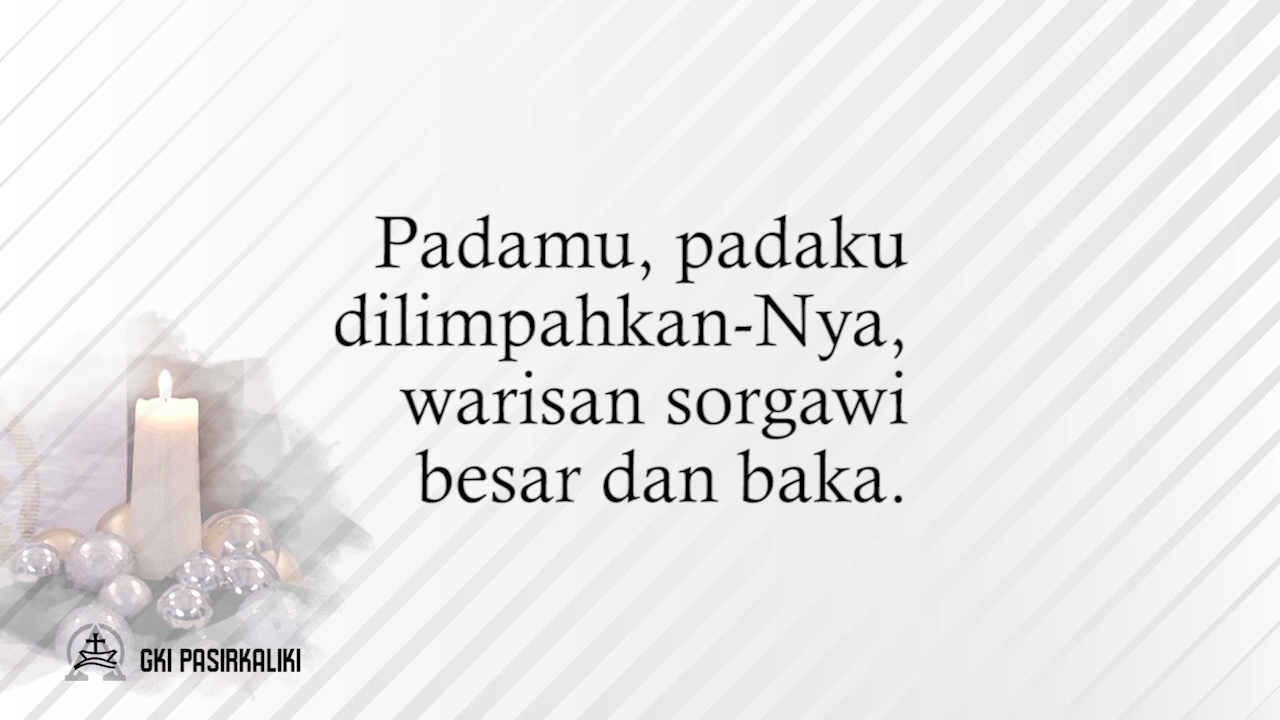 Padamu, padaku
dilimpahkan-Nya,
warisan sorgawi
besar dan baka.
GKI PASIRKALIKI